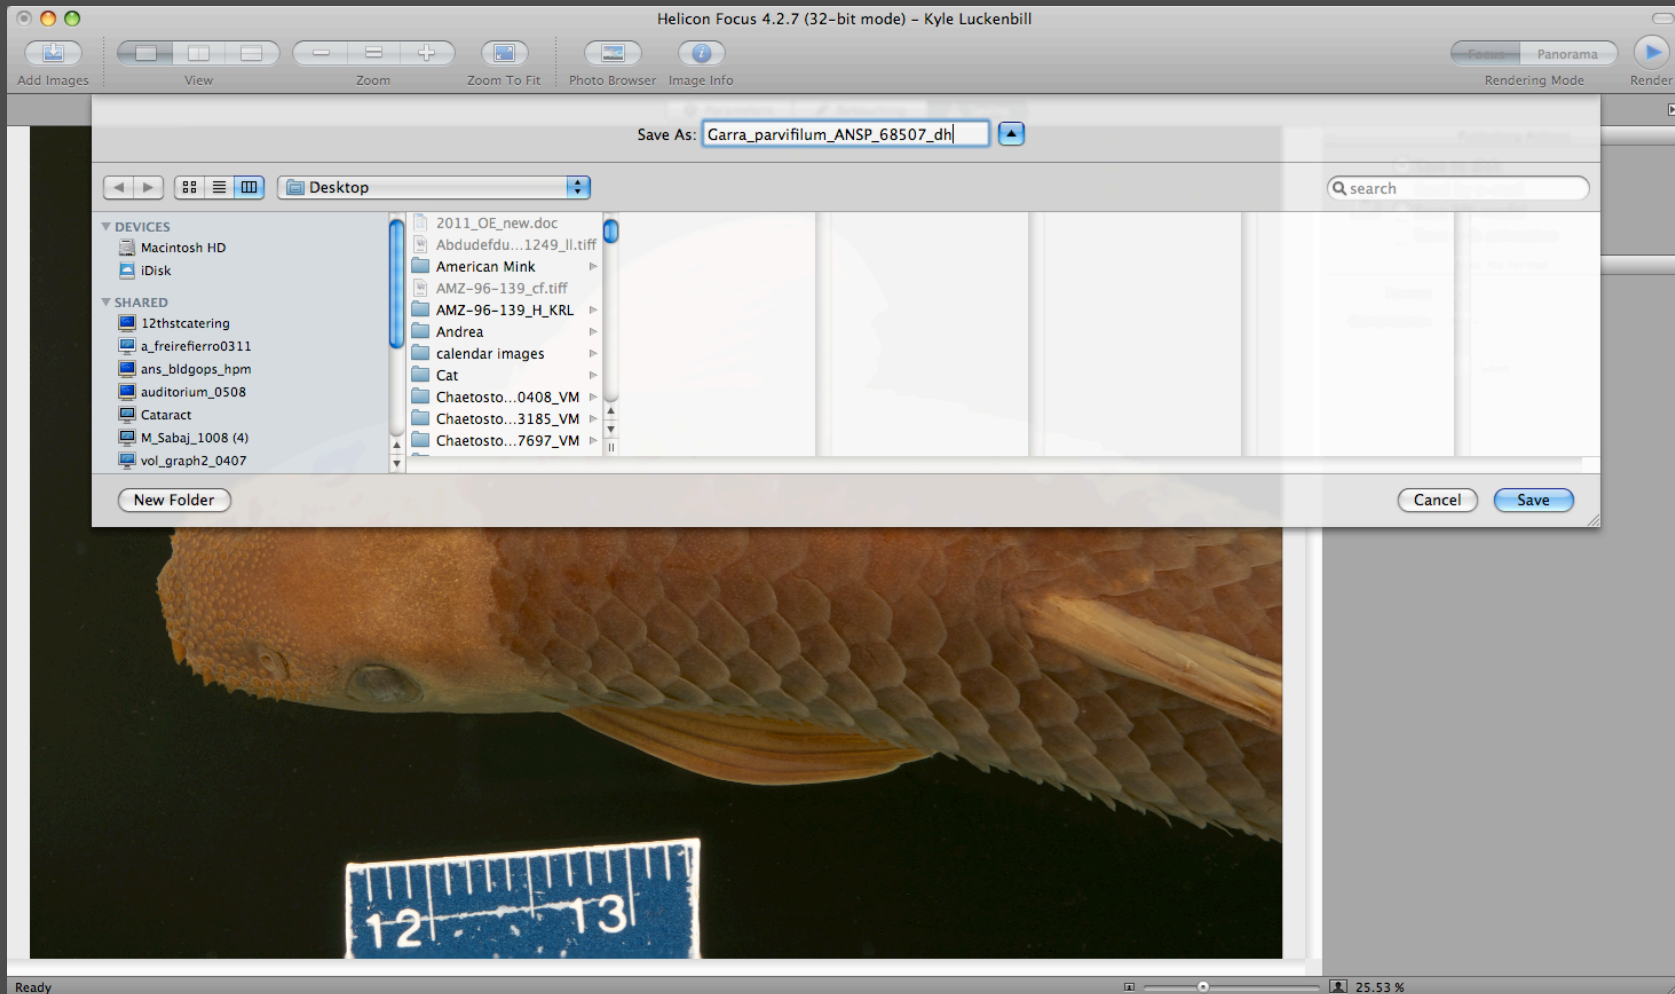 Helicon Focus 4.2.7 (32-bit mode) – Kyle Luckenbill
Add Images
View
Zoom
Zoom To Fit
Photo Browser
Image Info
Focus
Panorama
Rendering Mode
Render
Save As: Garra_parvifilum_ANSP_68507_dh
Desktop
search
DEVICES
Macintosh HD
iDisk
SHARED
12thstcatering
a_freirefierro0311
ans_bldgops_hpm
auditorium_0508
Cataract
M_Sabaj_1008 (4)
vol_graph2_0407
2011_OE_new.doc
Abdudefdu...1249_ll.tiff
American Mink
AMZ-96-139_cf.tiff
AMZ-96-139_H_KRL
Andrea
calendar images
Cat
Chaetosto...0408_VM
Chaetosto...3185_VM
Chaetosto...7697_VM
New Folder
Cancel
Save
12 13
Ready
25.53 %